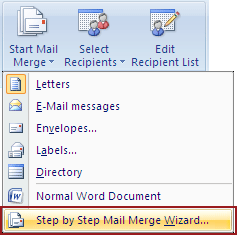 Start Mail
Merge
Select
Recipients
Edit
Recipient List
Letters
E-Mail messages
Envelopes...
Labels...
Directory
Normal Word Document
Step by Step Mail Merge Wizard...